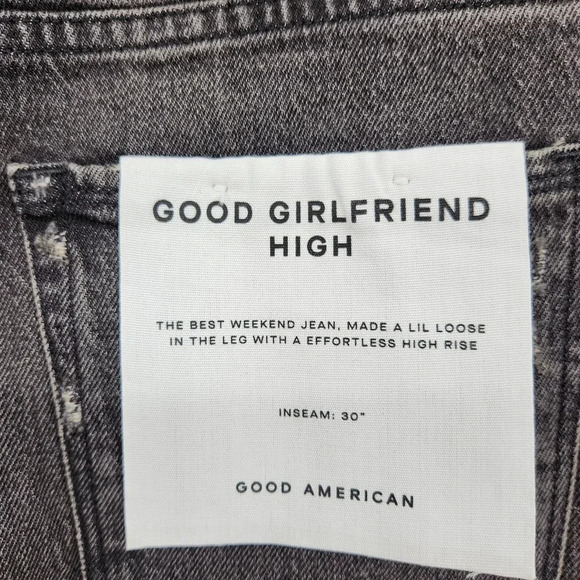 GOOD GIRLFRIEND
HIGH
THE BEST WEEKEND JEAN, MADE A LIL LOOSE
IN THE LEG WITH A EFFORTLESS HIGH RISE
INSEAM: 30"
GOOD AMERICAN